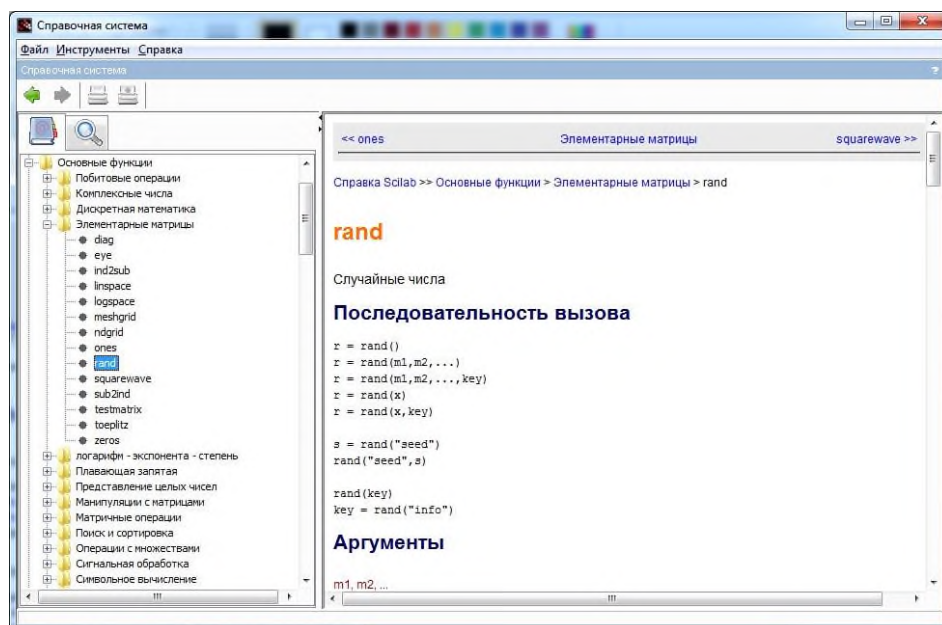 Справочная система
Файл Инструменты Справка
Справочная система ?
Основные функции
Побитовые операции
Комплексные числа
Дискретная математика
Элементарные матрицы
diag
eye
ind2sub
linspace
logspace
meshgrid
ndgrid
ones
rand
squarewave
sub2ind
testmatrix
toeplitz
zeros
логарифм - экспонента - степень
Плавающая запятая
Представление целых чисел
Манипуляции с матрицами
Матричные операции
Поиск и сортировка
Операции с множествами
Сигнальная обработка
Символьное вычисление
<< ones Элементарные матрицы squarewave >>
Справка Scilab >> Основные функции > Элементарные матрицы > rand
rand
Случайные числа
Последовательность вызова
r = rand()
r = rand(m1,m2,...)
r = rand(m1,m2,...,key)
r = rand(x)
r = rand(x,key)
s = rand("seed")
rand("seed",s)
rand(key)
key = rand("info")
Аргументы
m1, m2, ...